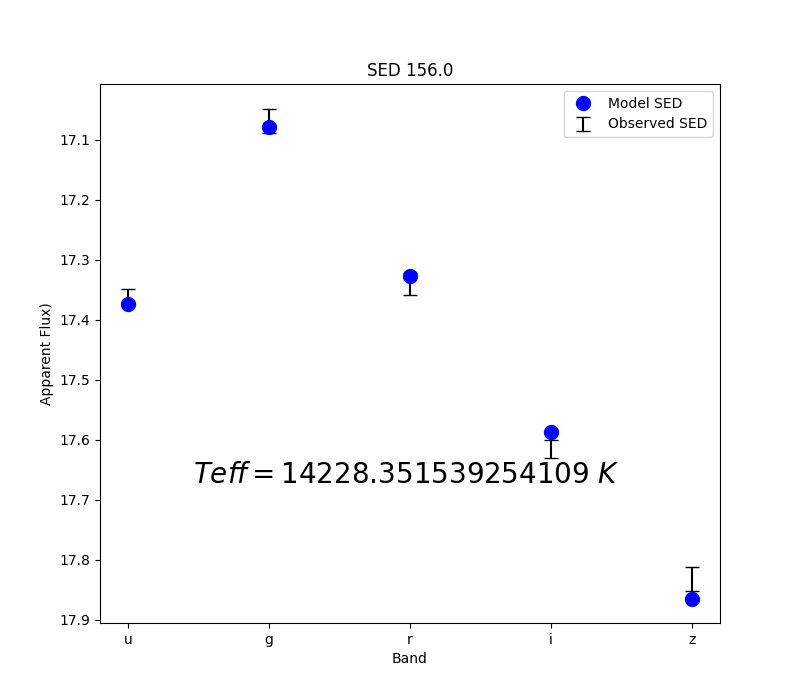 SED 156.0
Model SED
Observed SED
17.1
17.2
17.3
17.4
17.5
17.6
17.7
17.8
17.9
Apparent Flux)
Teff = 14228.351539254109 K
u g r i z
Band